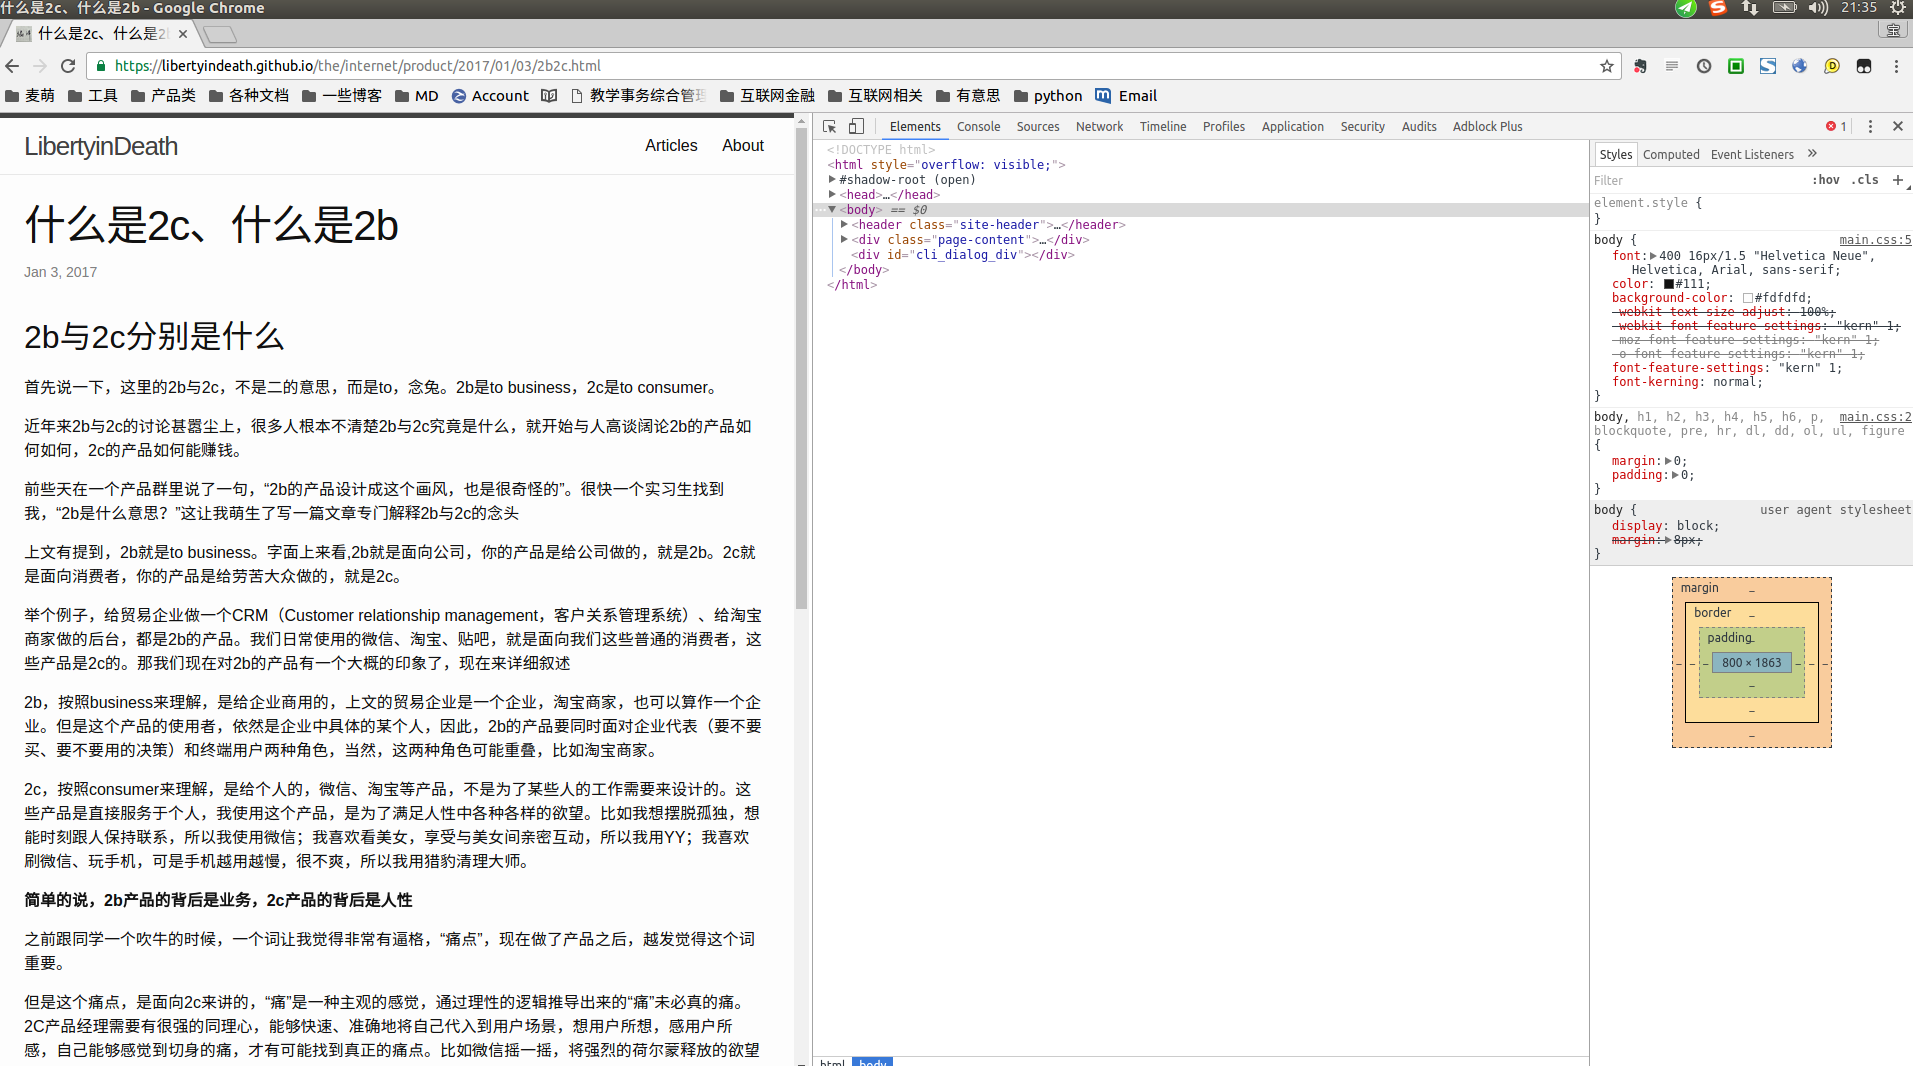 什么是2c、什么是2b - Google Chrome
21:35
什么是2c、什么是2b
宝
https://libertyindeath.github.io/the/internet/product/2017/01/03/2b2c.html
麦萌 工具 产品类 各种文档 一些博客 MD Account 教学事务综合管理 互联网金融 互联网相关 有意思 python Email
LibertyinDeath
Articles About
什么是2c、什么是2b
Jan 3, 2017
2b与2c分别是什么
首先说一下，这里的2b与2c，不是二的意思，而是to，念兔。2b是to business，2c是to consumer。
近年来2b与2c的讨论甚嚣尘上，很多人根本不清楚2b与2c究竟是什么，就开始与人高谈阔论2b的产品如
何如何，2c的产品如何能赚钱。
前些天在一个产品群里说了一句，“2b的产品设计成这个画风，也是很奇怪的”。很快一个实习生找到
我，“2b是什么意思？”这让我萌生了写一篇文章专门解释2b与2c的念头
上文有提到，2b就是to business。字面上来看,2b就是面向公司，你的产品是给公司做的，就是2b。2c就
是面向消费者，你的产品是给劳苦大众做的，就是2c。
举个例子，给贸易企业做一个CRM（Customer relationship management，客户关系管理系统）、给淘宝
商家做的后台，都是2b的产品。我们日常使用的微信、淘宝、贴吧，就是面向我们这些普通的消费者，这
些产品是2c的。那我们现在对2b的产品有一个大概的印象了，现在来详细叙述
2b，按照business来理解，是给企业商用的，上文的贸易企业是一个企业，淘宝商家，也可以算作一个企
业。但是这个产品的使用者，依然是企业中具体的某个人，因此，2b的产品要同时面对企业代表（要不要
买、要不要用的决策）和终端用户两种角色，当然，这两种角色可能重叠，比如淘宝商家。
2c，按照consumer来理解，是给个人的，微信、淘宝等产品，不是为了某些人的工作需要来设计的。这
些产品是直接服务于个人，我使用这个产品，是为了满足人性中各种各样的欲望。比如我想摆脱孤独，想
能时刻跟人保持联系，所以我使用微信；我喜欢看美女，享受与美女间亲密互动，所以我用YY；我喜欢
刷微信、玩手机，可是手机越用越慢，很不爽，所以我用猎豹清理大师。
简单的说，2b产品的背后是业务，2c产品的背后是人性
之前跟同学一个吹牛的时候，一个词让我觉得非常有逼格，“痛点”，现在做了产品之后，越发觉得这个词
重要。
但是这个痛点，是面向2c来讲的，“痛”是一种主观的感觉，通过理性的逻辑推导出来的“痛”未必真的痛。
2C产品经理需要有很强的同理心，能够快速、准确地将自己代入到用户场景，想用户所想，感用户所
感，自己能够感觉到切身的痛，才有可能找到真正的痛点。比如微信摇一摇，将强烈的荷尔蒙释放的欲望
Elements Console Sources Network Timeline Profiles Application Security Audits Adblock Plus
1
<!DOCTYPE html>
<html style="overflow: visible;">
#shadow-root (open)
<head>…</head>
<body> == $0
<header class="site-header">…</header>
<div class="page-content">…</div>
<div id="cli_dialog_div"></div>
</body>
</html>
html body
Styles Computed Event Listeners »
Filter :hov .cls +
element.style {
}
body { main.css:5
font: 400 16px/1.5 "Helvetica Neue",
Helvetica, Arial, sans-serif;
color: #111;
background-color: #fdfdfd;
-webkit-text-size-adjust: 100%;
-webkit-font-feature-settings: "kern" 1;
-moz-font-feature-settings: "kern" 1;
-o-font-feature-settings: "kern" 1;
font-feature-settings: "kern" 1;
font-kerning: normal;
}
body, h1, h2, h3, h4, h5, h6, p, main.css:2
blockquote, pre, hr, dl, dd, ol, ul, figure
{
margin: 0;
padding: 0;
}
body { user agent stylesheet
display: block;
margin: 8px;
}
margin –
border –
padding –
– – – 800 × 1863 – – –
–
–
–